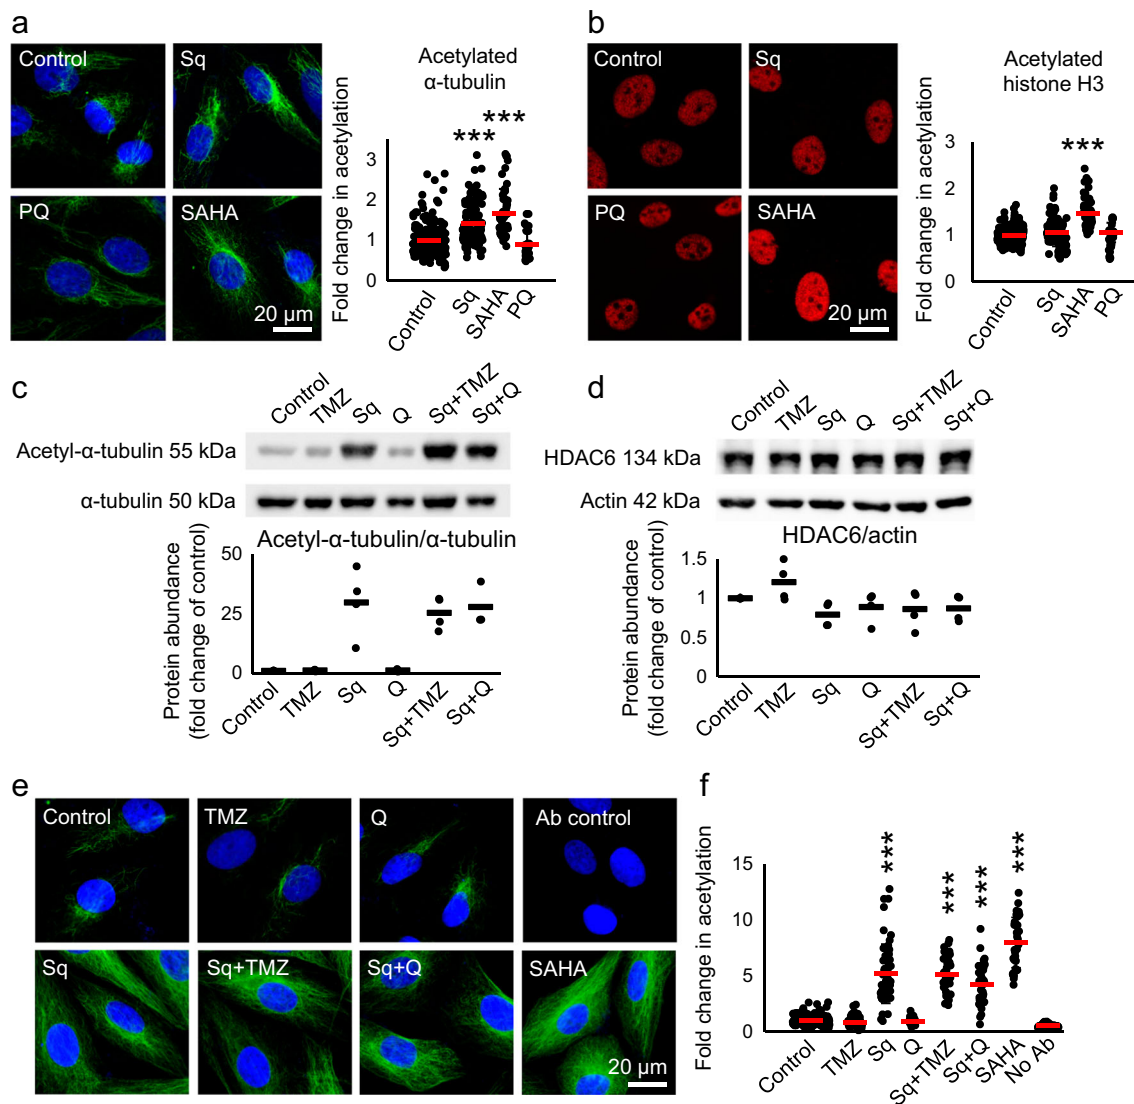 a
Control
Sq
PQ
SAHA
20 µm
Acetylated
α-tubulin
Fold change in acetylation
3
2
1
0
***
***
Control
Sq
SAHA
PQ
b
Control
Sq
PQ
SAHA
20 µm
Acetylated
histone H3
Fold change in acetylation
3
2
1
0
***
Control
Sq
SAHA
PQ
c
Control
TMZ
Sq
Q
Sq+TMZ
Sq+Q
Acetyl-α-tubulin 55 kDa
α-tubulin 50 kDa
Acetyl-α-tubulin/α-tubulin
Protein abundance
(fold change of control)
50
25
0
Control
TMZ
Sq
Q
Sq+TMZ
Sq+Q
d
Control
TMZ
Sq
Q
Sq+TMZ
Sq+Q
HDAC6 134 kDa
Actin 42 kDa
HDAC6/actin
Protein abundance
(fold change of control)
1.5
1
0.5
0
Control
TMZ
Sq
Q
Sq+TMZ
Sq+Q
e
Control
TMZ
Q
Ab control
Sq
Sq+TMZ
Sq+Q
SAHA
20 µm
f
Fold change in acetylation
15
10
5
0
***
***
***
***
Control
TMZ
Sq
Q
Sq+TMZ
Sq+Q
SAHA
No Ab